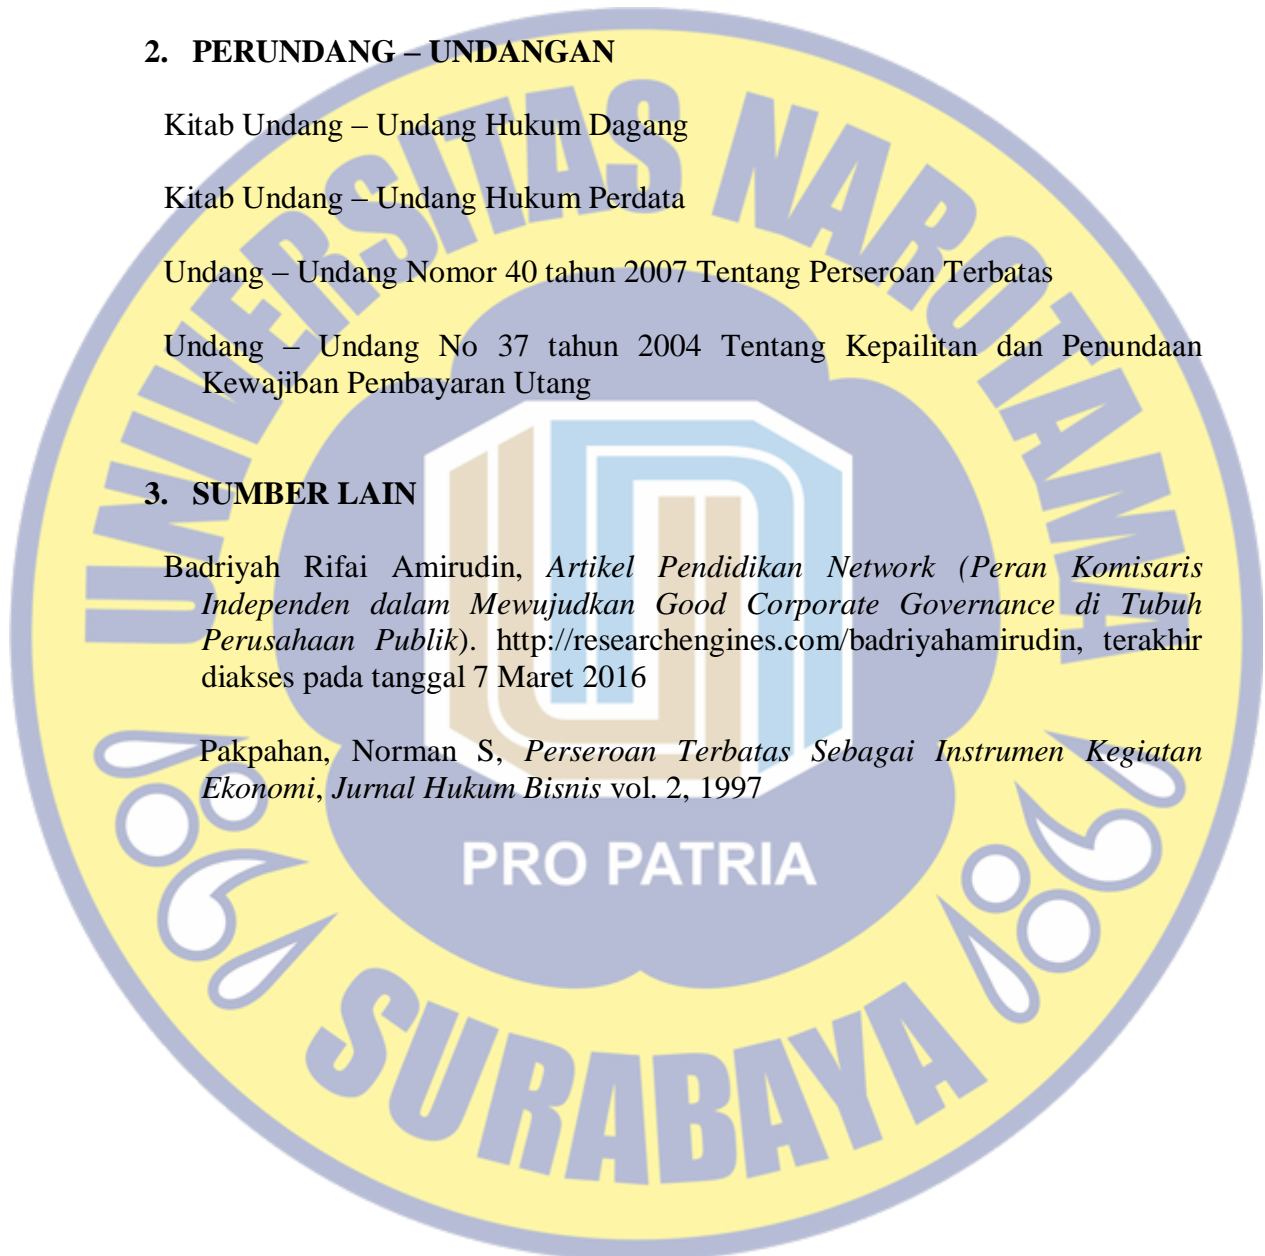 2. PERUNDANG – UNDANGAN
Kitab Undang – Undang Hukum Dagang
Kitab Undang – Undang Hukum Perdata
Undang – Undang Nomor 40 tahun 2007 Tentang Perseroan Terbatas
Undang – Undang No 37 tahun 2004 Tentang Kepailitan dan Penundaan
Kewajiban Pembayaran Utang
3. SUMBER LAIN
Badriyah Rifai Amirudin, Artikel Pendidikan Network (Peran Komisaris
Independen dalam Mewujudkan Good Corporate Governance di Tubuh
Perusahaan Publik). http://researchengines.com/badriyahamirudin, terakhir
diakses pada tanggal 7 Maret 2016
Pakpahan, Norman S, Perseroan Terbatas Sebagai Instrumen Kegiatan
Ekonomi, Jurnal Hukum Bisnis vol. 2, 1997
UNIVERSITAS NAROTAMA
PRO PATRIA
SURABAYA